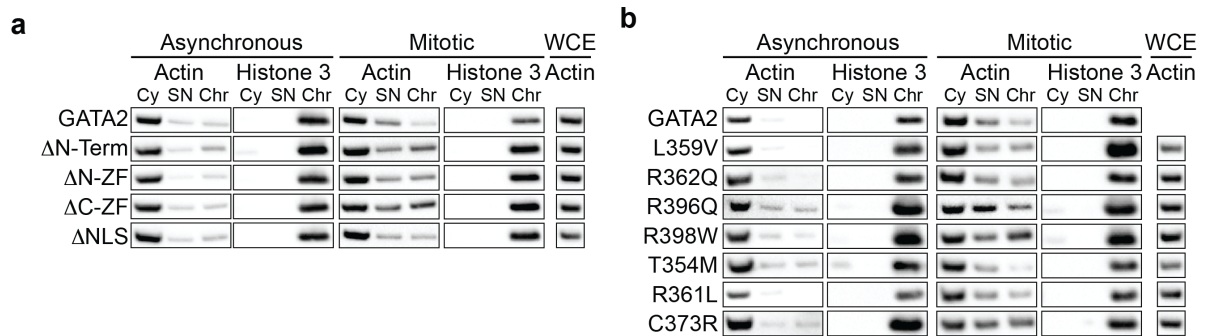 a
Asynchronous Mitotic WCE
Actin Histone 3 Actin Histone 3 Actin
Cy SN Chr Cy SN Chr Cy SN Chr Cy SN Chr
GATA2
ΔN-Term
ΔN-ZF
ΔC-ZF
ΔNLS
b
Asynchronous Mitotic WCE
Actin Histone 3 Actin Histone 3 Actin
Cy SN Chr Cy SN Chr Cy SN Chr Cy SN Chr
GATA2
L359V
R362Q
R396Q
R398W
T354M
R361L
C373R